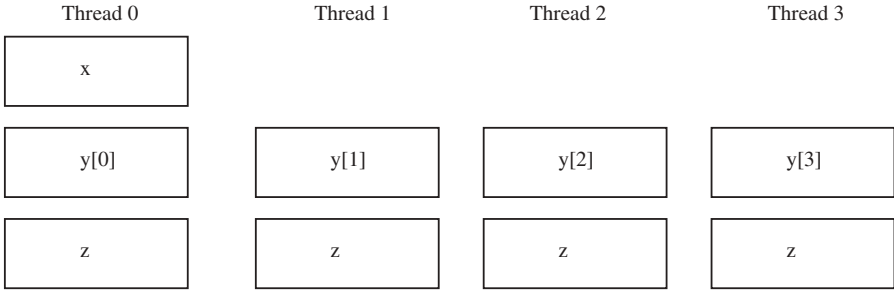 Thread 0 Thread 1 Thread 2 Thread 3
x
y[0] y[1] y[2] y[3]
z z z z